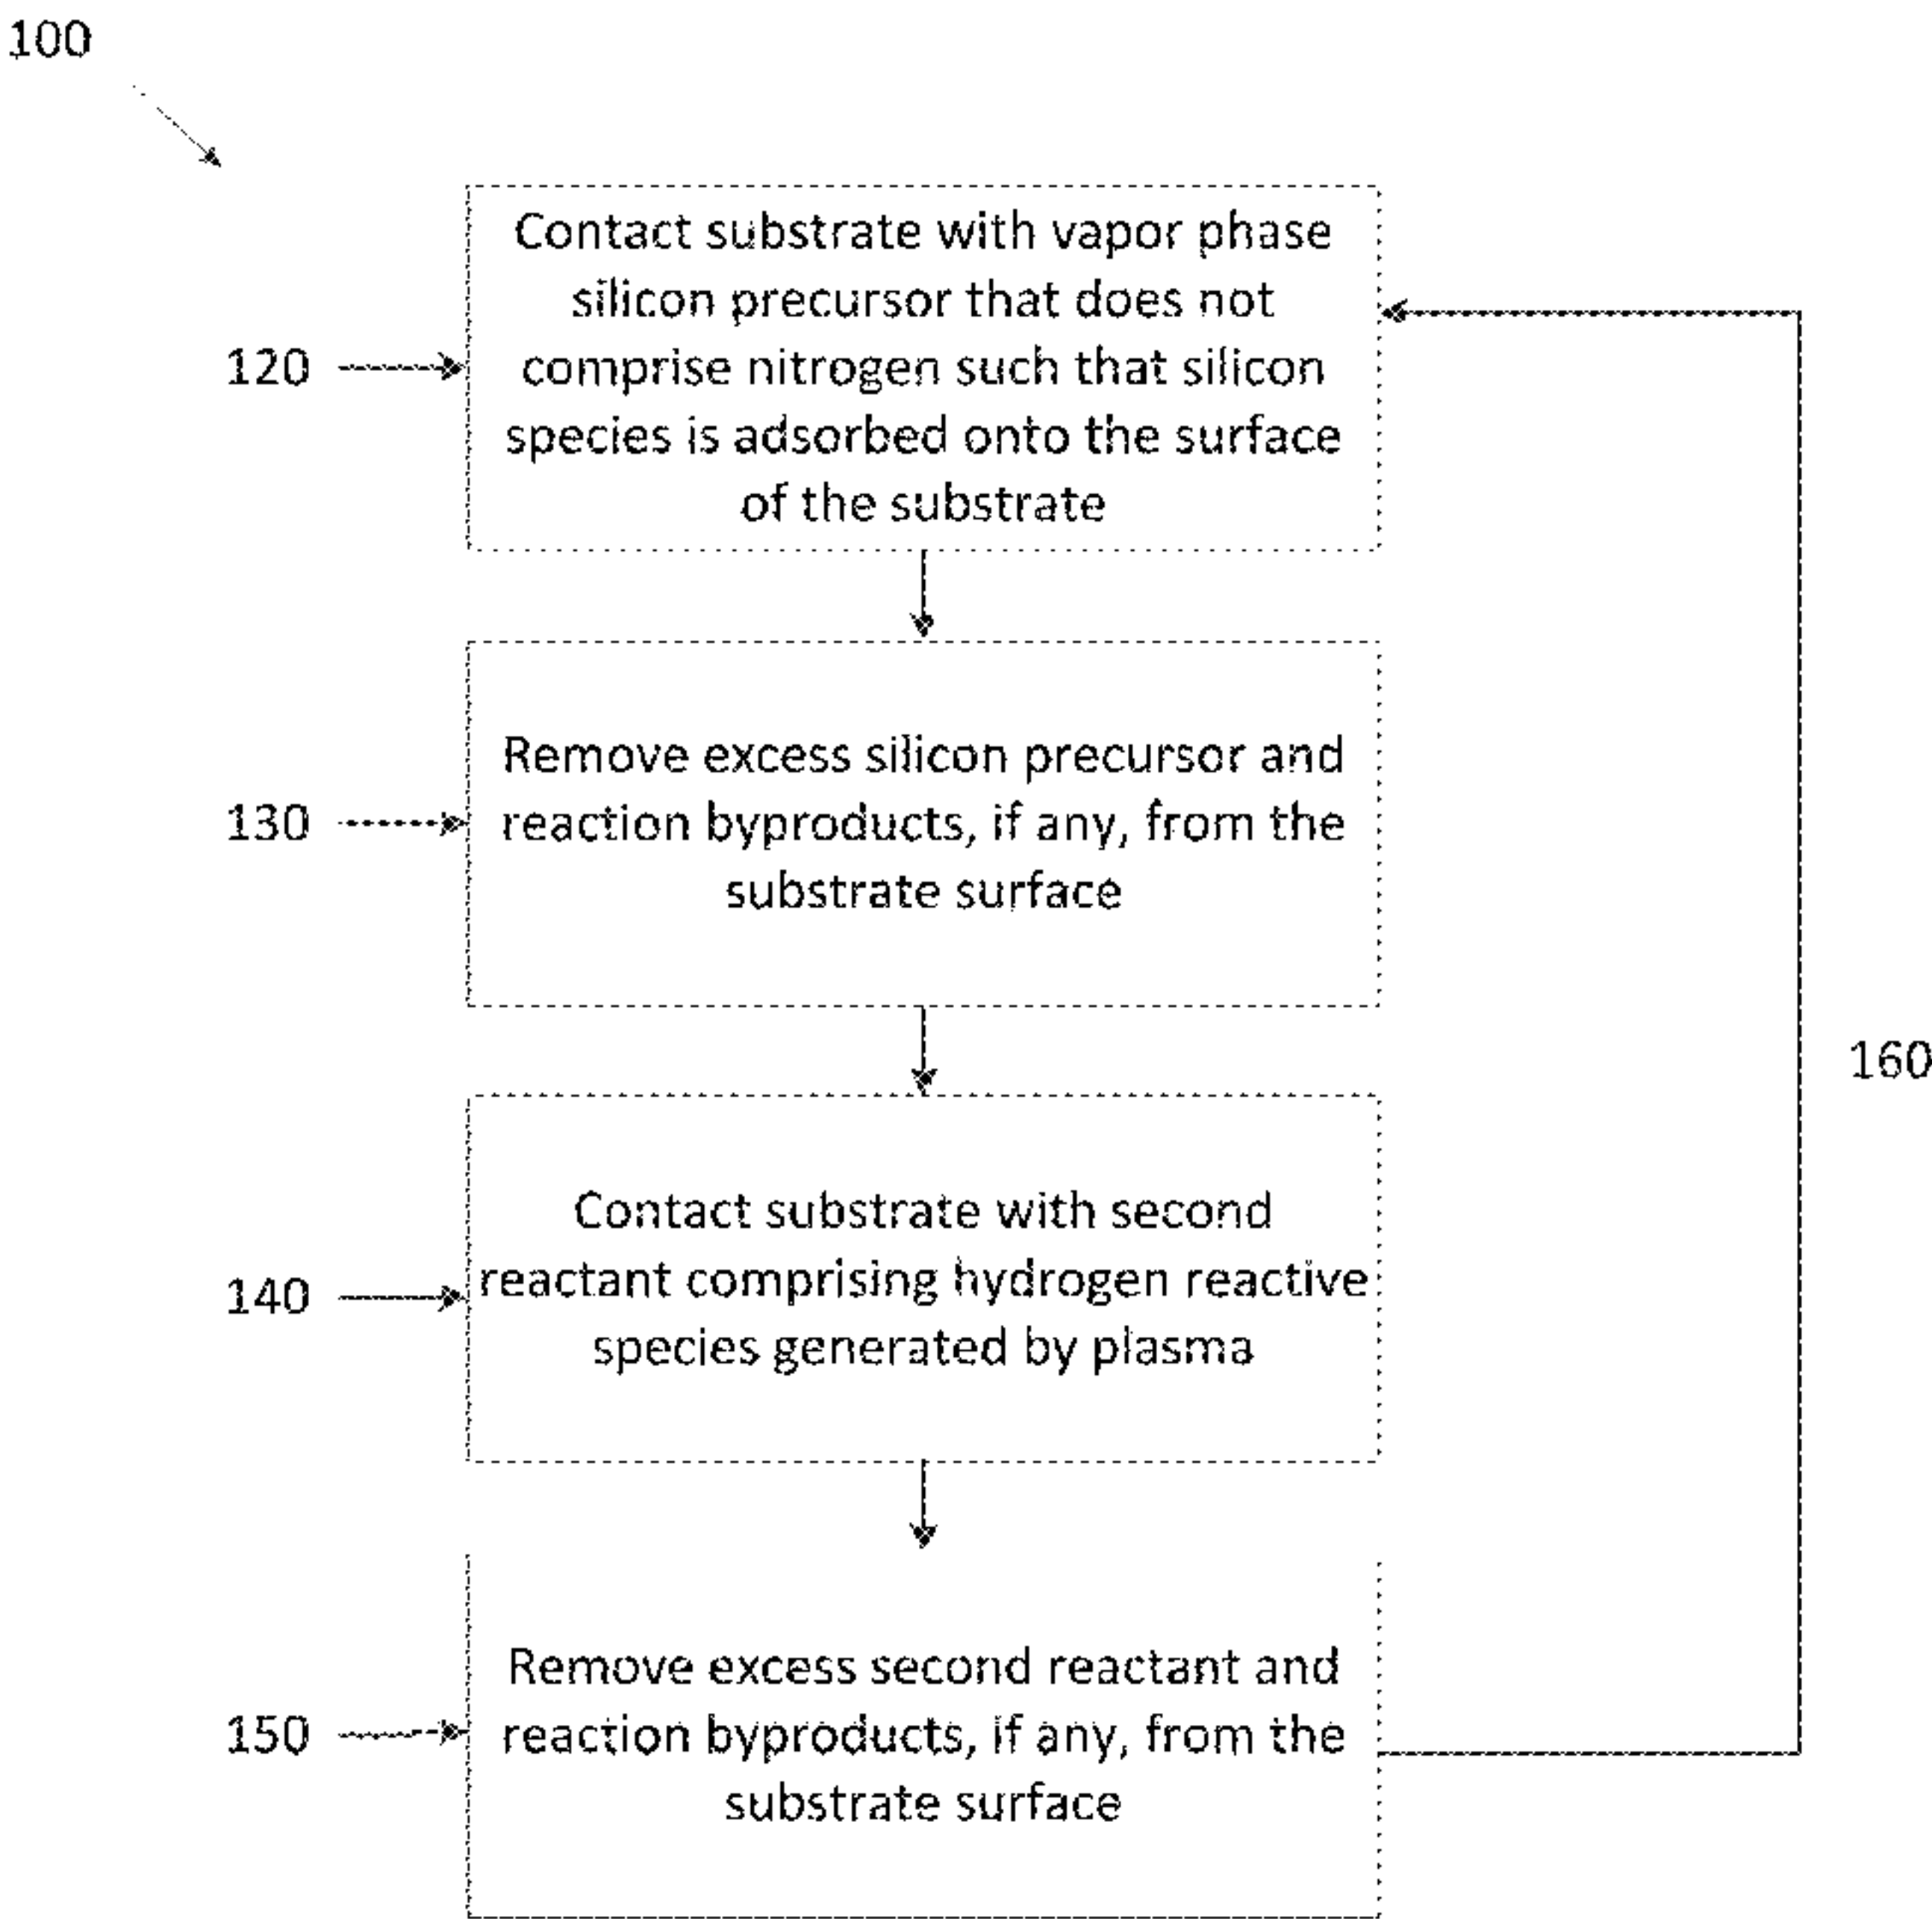 100
Contact substrate with vapor phase
silicon precursor that does not
120
comprise nitrogen such that silicon
species is adsorbed onto the surface
of the substrate
Remove excess silicon precursor and
130
reaction byproducts, if any, from the
substrate surface
160
Contact substrate with second
140
reactant comprising hydrogen reactive
species generated by plasma
Remove excess second reactant and
150
reaction byproducts, if any, from the
substrate surface